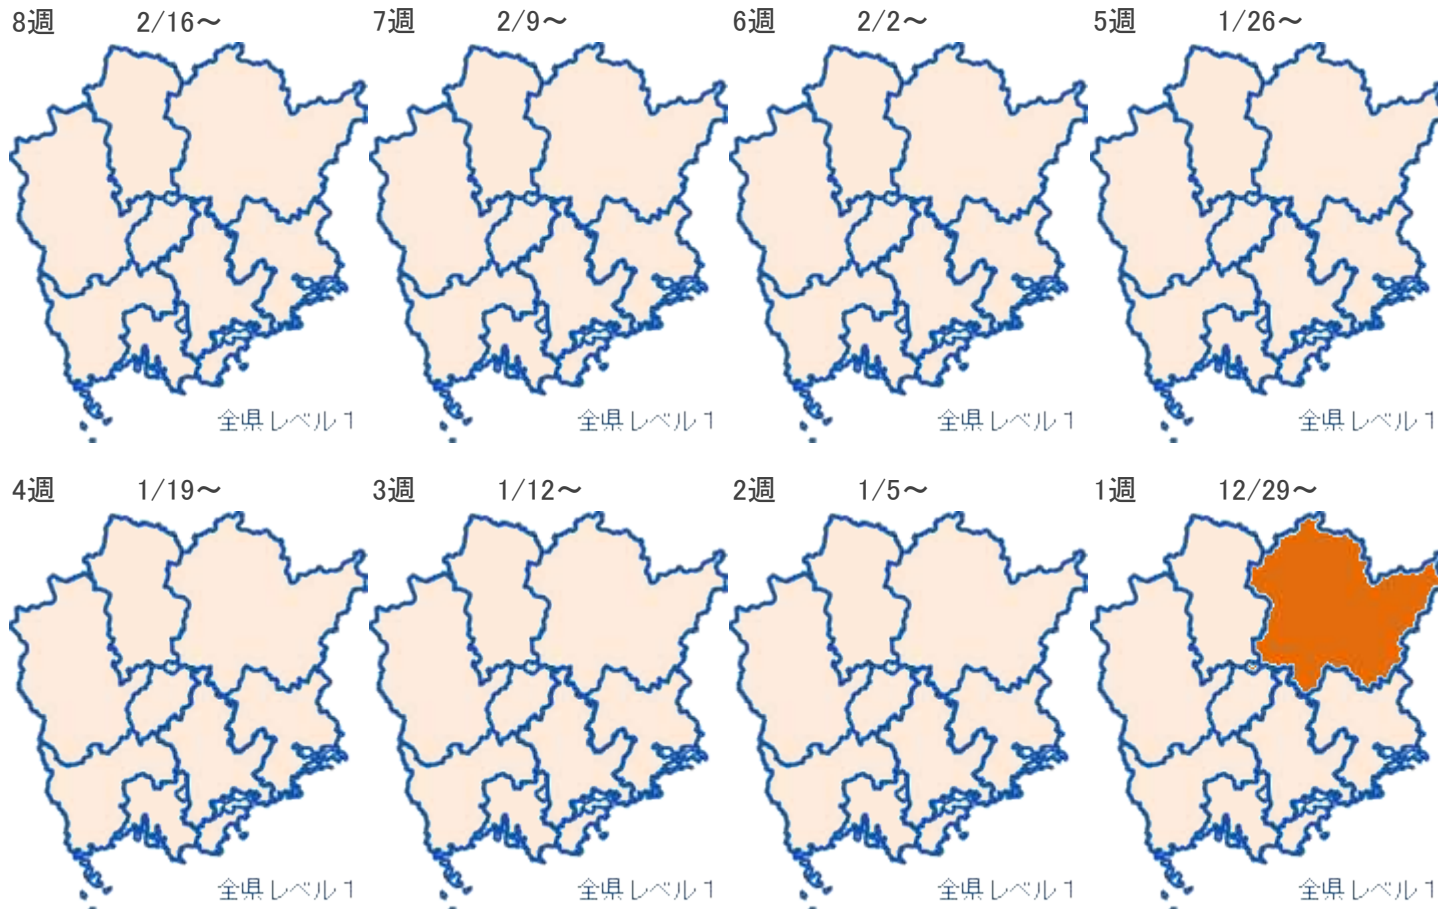 8週 2/16～
7週 2/9～
6週 2/2～
5週 1/26～
全県レベル１
全県レベル１
全県レベル１
全県レベル１
4週 1/19～
3週 1/12～
2週 1/5～
1週 12/29～
全県レベル１
全県レベル１
全県レベル１
全県レベル１